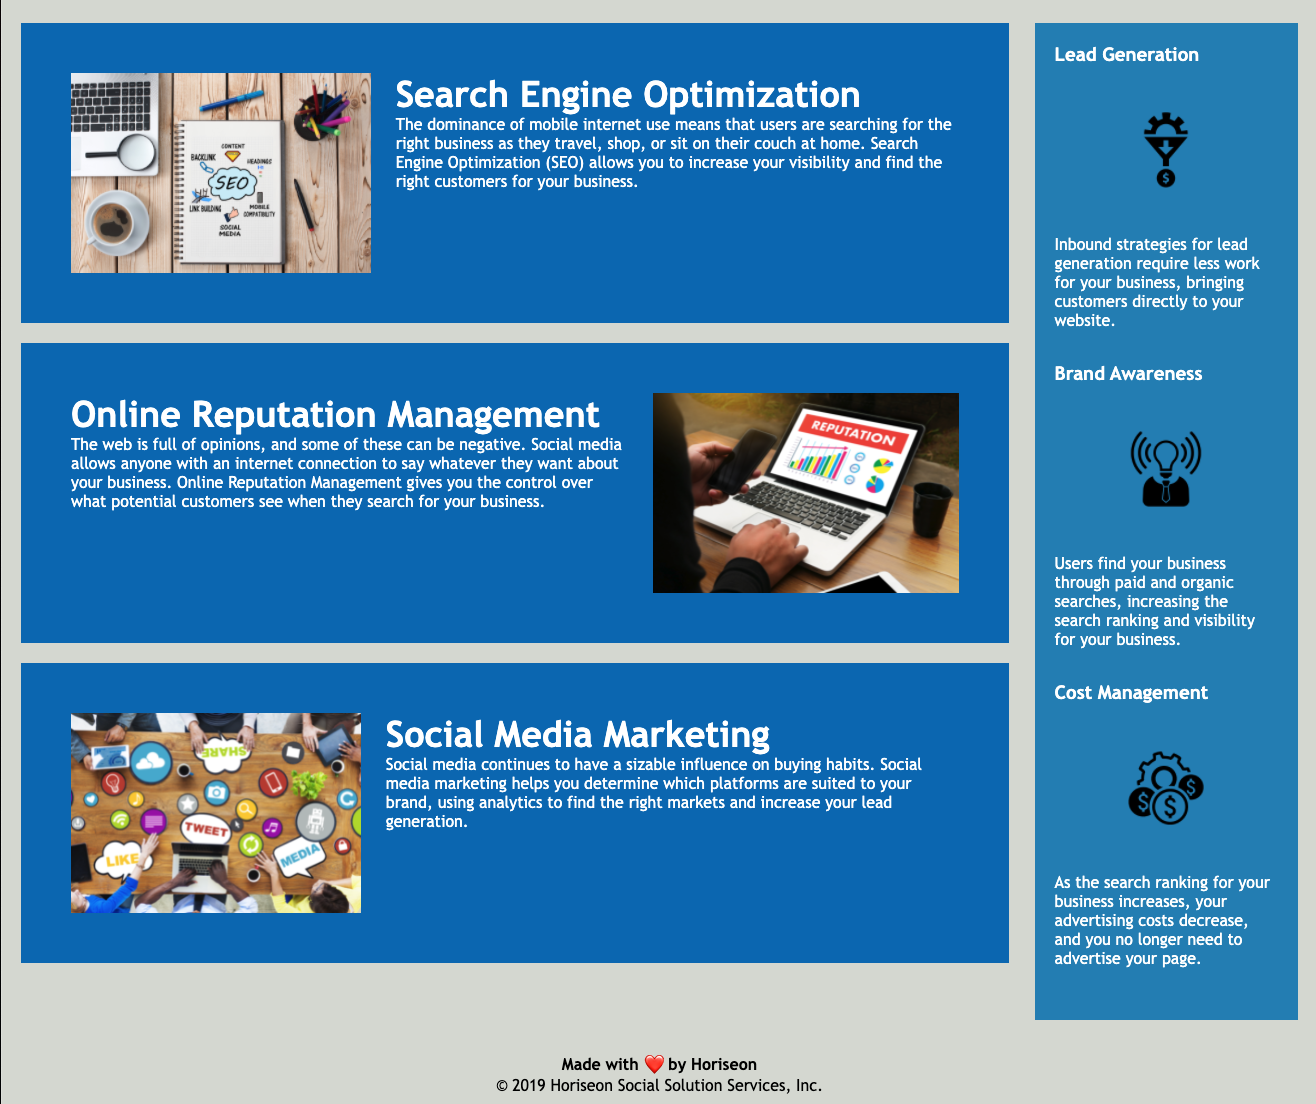 Search Engine Optimization
The dominance of mobile internet use means that users are searching for the
right business as they travel, shop, or sit on their couch at home. Search
Engine Optimization (SEO) allows you to increase your visibility and find the
right customers for your business.
CONTENT
BACKLINK
HEADINGS
SEO
LINK BUILDING
MOBILE
COMPATIBILITY
SOCIAL
MEDIA
Online Reputation Management
The web is full of opinions, and some of these can be negative. Social media
allows anyone with an internet connection to say whatever they want about
your business. Online Reputation Management gives you the control over
what potential customers see when they search for your business.
REPUTATION
Social Media Marketing
Social media continues to have a sizable influence on buying habits. Social
media marketing helps you determine which platforms are suited to your
brand, using analytics to find the right markets and increase your lead
generation.
SHARE
TWEET
LIKE
MEDIA
Lead Generation
$
Inbound strategies for lead
generation require less work
for your business, bringing
customers directly to your
website.
Brand Awareness
Users find your business
through paid and organic
searches, increasing the
search ranking and visibility
for your business.
Cost Management
$ $ $
As the search ranking for your
business increases, your
advertising costs decrease,
and you no longer need to
advertise your page.
Made with ❤️ by Horiseon
© 2019 Horiseon Social Solution Services, Inc.